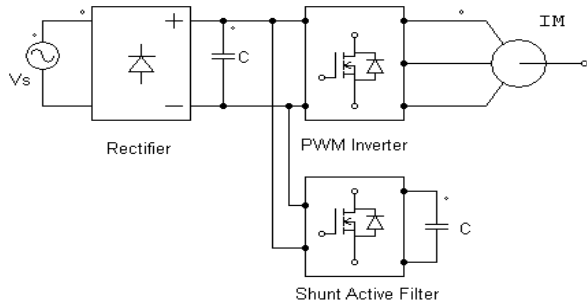 IM
+
C
Vs
C
−
Rectifier
PWM Inverter
C
Shunt Active Filter